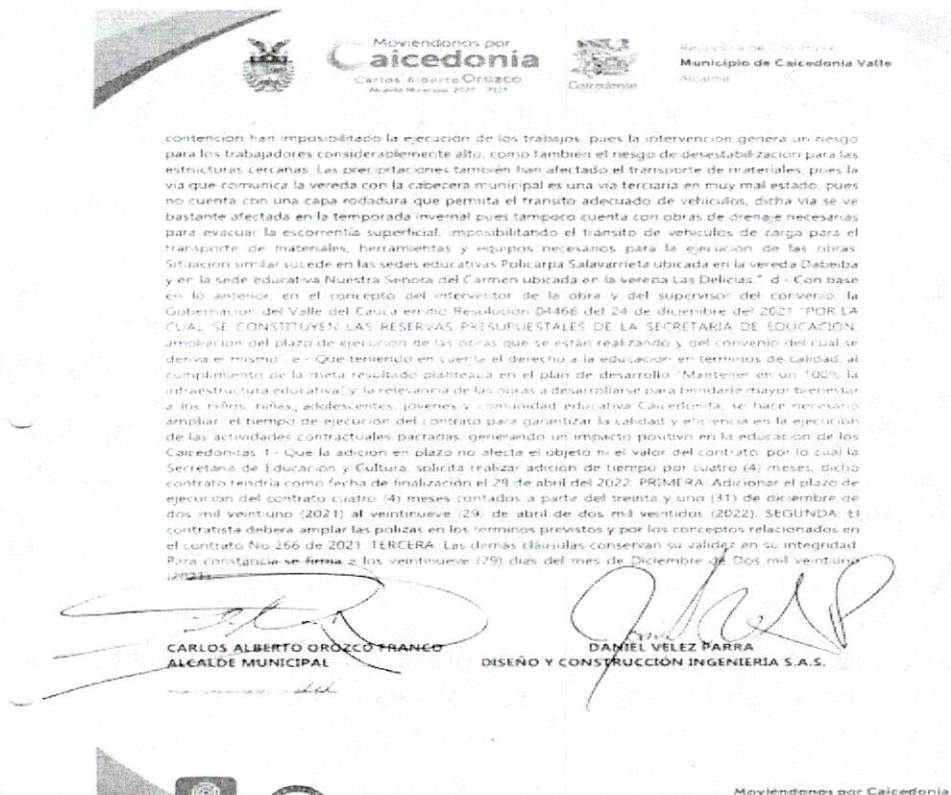 Moviéndonos por
Caicedonia
Carlos Alberto Orozco
Alcalde Municipal 2020 - 2023
Caicedonia
República de Colombia
Municipio de Caicedonia Valle
Alcaldía
contencion han imposibilitado la ejecución de los trabajos, pues la intervención genera un riesgo
para los trabajadores considerablemente alto, como también el riesgo de desestabilización para las
estructuras cercanas. Las precipitaciones también han afectado el transporte de materiales, pues la
vía que comunica la vereda con la cabecera municipal es una vía terciaria en muy mal estado, pues
no cuenta con una capa rodadura que permita el transito adecuado de vehículos, dicha vía se ve
bastante afectada en la temporada invernal pues tampoco cuenta con obras de drenaje necesarias
para evacuar la escorrentía superficial, imposibilitando el tránsito de vehículos de carga para el
transporte de materiales, herramientas y equipos necesarios para la ejecución de las obras.
Situación similar sucede en las sedes educativas Policarpa Salavarrieta ubicada en la vereda Dabeiba
y en la sede educativa Nuestra Señora del Carmen ubicada en la vereda Las Delicias." d - Con base
en lo anterior, en el concepto del interventor de la obra y del supervisor del convenio, la
Gobernación del Valle del Cauca emitio Resolución 04466 del 24 de diciembre del 2021 "POR LA
CUAL SE CONSTITUYEN LAS RESERVAS PRESUPUESTALES DE LA SECRETARÍA DE EDUCACIÓN,
ampliación del plazo de ejecución de las obras que se están realizando y del convenio del cual se
deriva el mismo". e - Que teniendo en cuenta el derecho a la educación en términos de calidad, al
cumplimiento de la meta resultado planteada en el plan de desarrollo "Mantener en un 100% la
infraestructura educativa" y la relevancia de las obras a desarrollarse para brindarle mayor bienestar
a los niños, niñas, adolescentes, jóvenes y comunidad educativa Caicedonita, se hace necesario
ampliar el tiempo de ejecución del contrato para garantizar la calidad y eficiencia en la ejecución
de las actividades contractuales pactadas, generando un impacto positivo en la educación de los
Caicedonitas. f - Que la adición en plazo no afecta el objeto ni el valor del contrato, por lo cual la
Secretaría de Educación y Cultura, solicita realizar adición de tiempo por cuatro (4) meses, dicho
contrato tendría como fecha de finalización el 29 de abril del 2022. PRIMERA. Adicionar el plazo de
ejecución del contrato cuatro (4) meses contados a partir del treinta y uno (31) de diciembre de
dos mil veintiuno (2021) al veintinueve (29) de abril de dos mil veintidos (2022). SEGUNDA. El
contratista debera amplar las polizas en los términos previstos y por los conceptos relacionados en
el contrato No 266 de 2021. TERCERA. Las demás cláusulas conservan su validez en su integridad.
Para constancia se firma a los veintinueve (29) días del mes de Diciembre de Dos mil veintiuno
(2021)
CARLOS ALBERTO OROZCO FRANCO
ALCALDE MUNICIPAL
DANIEL VELEZ PARRA
DISEÑO Y CONSTRUCCIÓN INGENIERÍA S.A.S.
Moviéndonos por Caicedonia